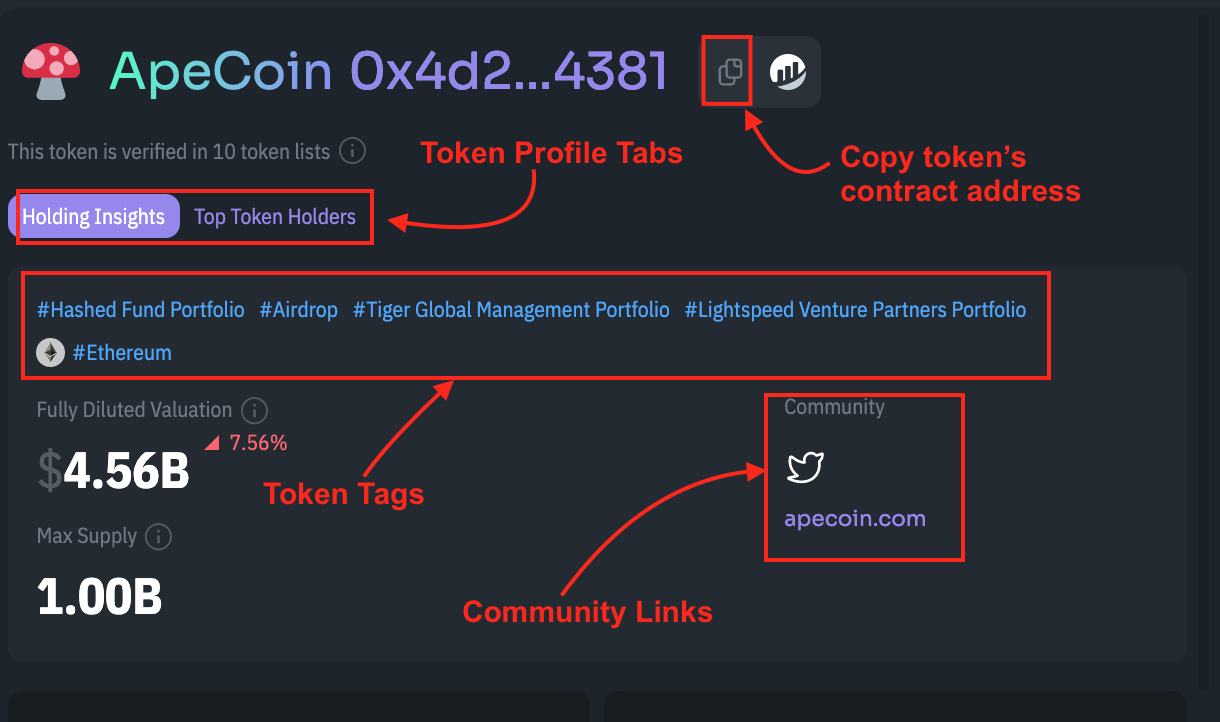 ApeCoin 0x4d2...4381
This token is verified in 10 token lists
Token Profile Tabs
Copy token’s
contract address
Holding Insights
Top Token Holders
#Hashed Fund Portfolio #Airdrop #Tiger Global Management Portfolio #Lightspeed Venture Partners Portfolio
#Ethereum
Fully Diluted Valuation
$4.56B
7.56%
Community
Token Tags
apecoin.com
Max Supply
1.00B
Community Links